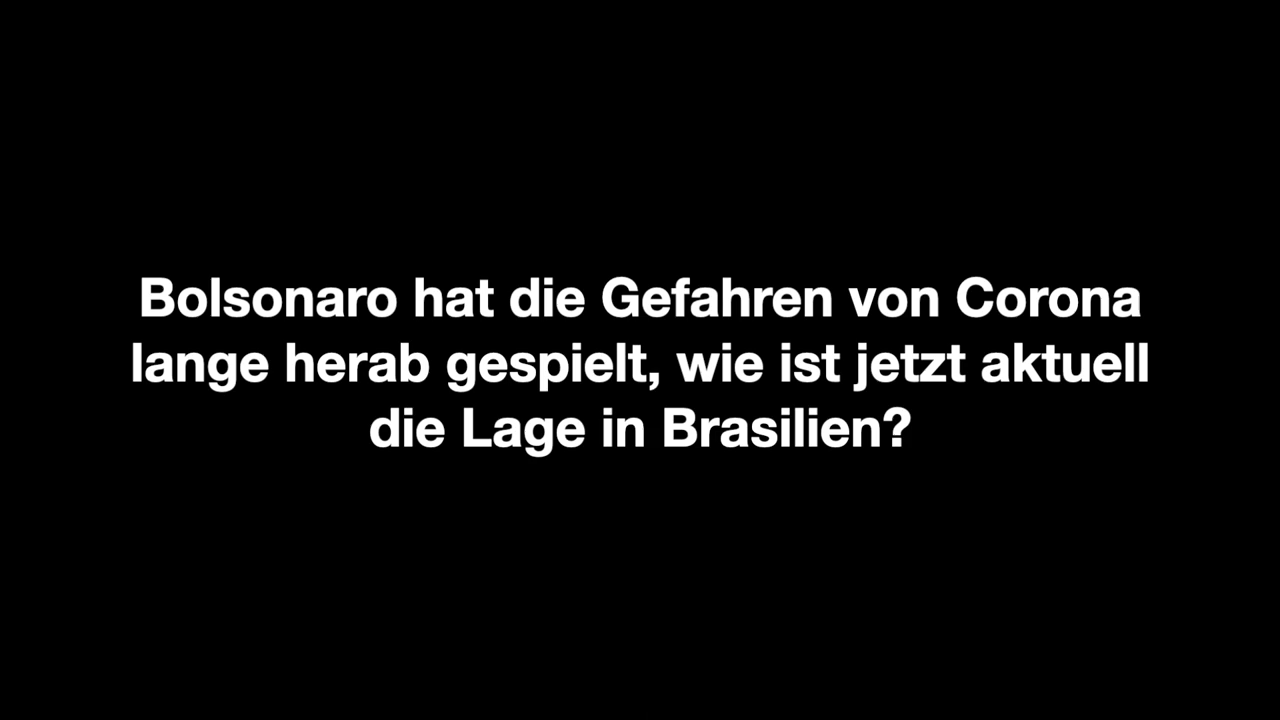 Bolsonaro hat die Gefahren von Corona
lange herab gespielt, wie ist jetzt aktuell
die Lage in Brasilien?